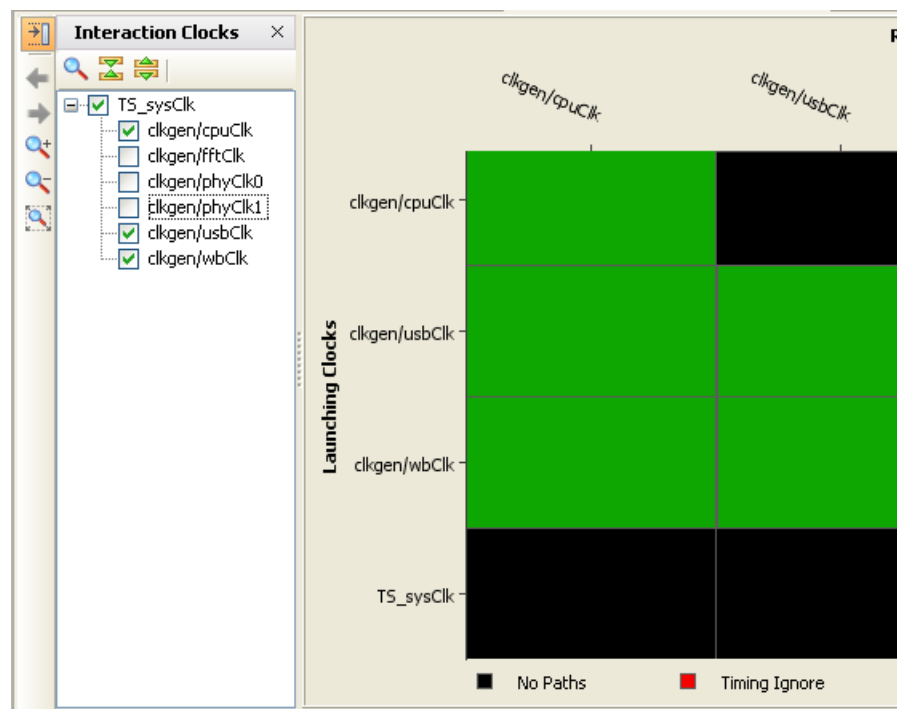 Interaction Clocks
TS_sysClk
clkgen/cpuClk
clkgen/fftClk
clkgen/phyClk0
clkgen/phyClk1
clkgen/usbClk
clkgen/wbClk
R
clkgen/cpuClk
clkgen/usbClk
Launching Clocks
clkgen/cpuClk
clkgen/usbClk
clkgen/wbClk
TS_sysClk
No Paths
Timing Ignore